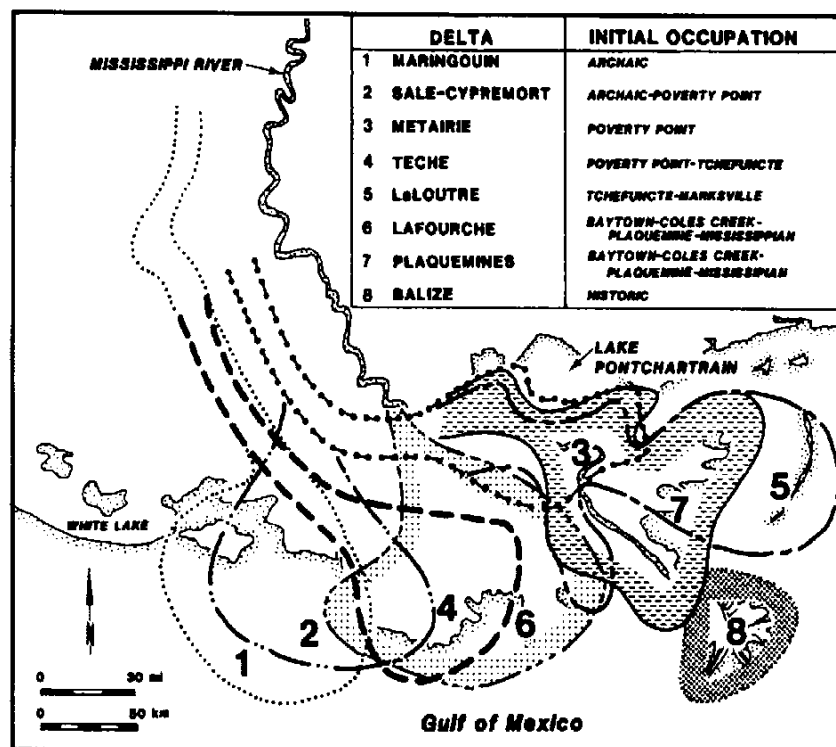 MISSISSIPPI RIVER
DELTA INITIAL OCCUPATION
1 MARINGOUIN ARCHAIC
2 SALE-CYPREMORT ARCHAIC-POVERTY POINT
3 METAIRIE POVERTY POINT
4 TECHE POVERTY POINT-TCHEFUNCTE
5 LaLOUTRE TCHEFUNCTE-MARKSVILLE
6 LAFOURCHE BAYTOWN-COLES CREEK-
PLAQUEMINE-MISSISSIPPIAN
7 PLAQUEMINES BAYTOWN-COLES CREEK-
PLAQUEMINE-MISSISSIPIAN
8 BALIZE HISTORIC
LAKE
PONTCHARTRAIN
3
5
7
WHITE LAKE
4
2
6
8
1
N
0 30 mi
0 50 km
Gulf of Mexico